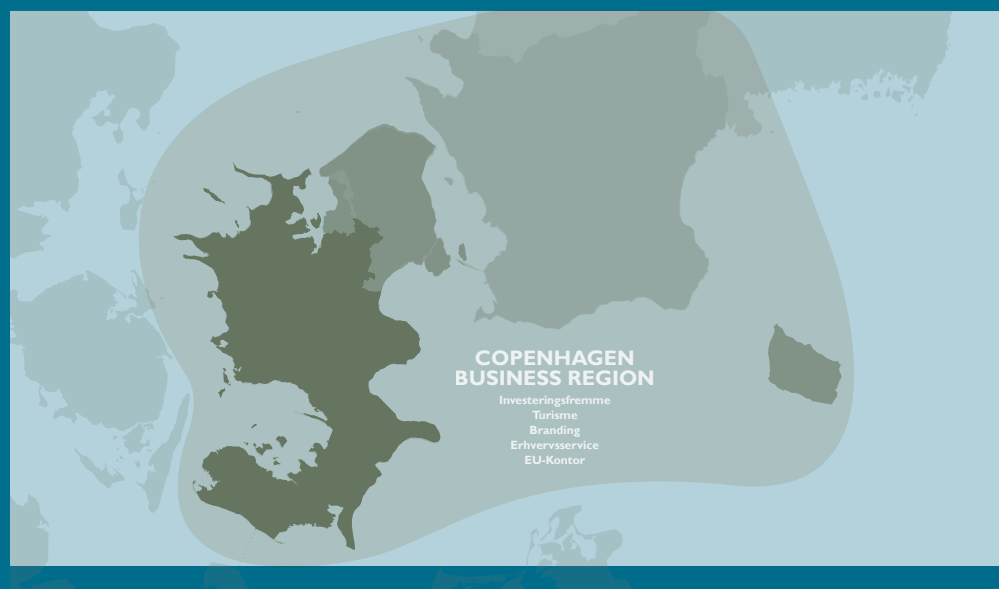 COPENHAGEN
BUSINESS REGION
Investeringsfremme
Turisme
Branding
Erhvervsservice
EU-Kontor